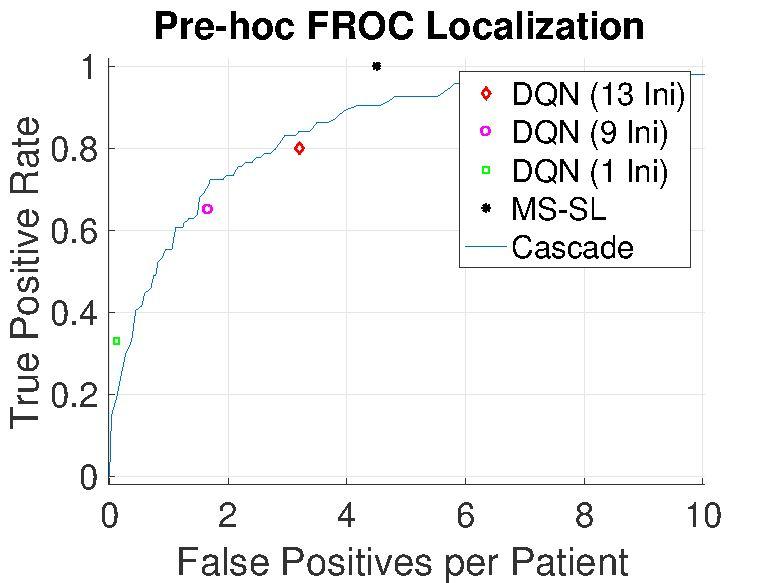 Pre-hoc FROC Localization
True Positive Rate
1
0.8
0.6
0.4
0.2
0
DQN (13 Ini)
DQN (9 Ini)
DQN (1 Ini)
MS-SL
Cascade
0 2 4 6 8 10
False Positives per Patient